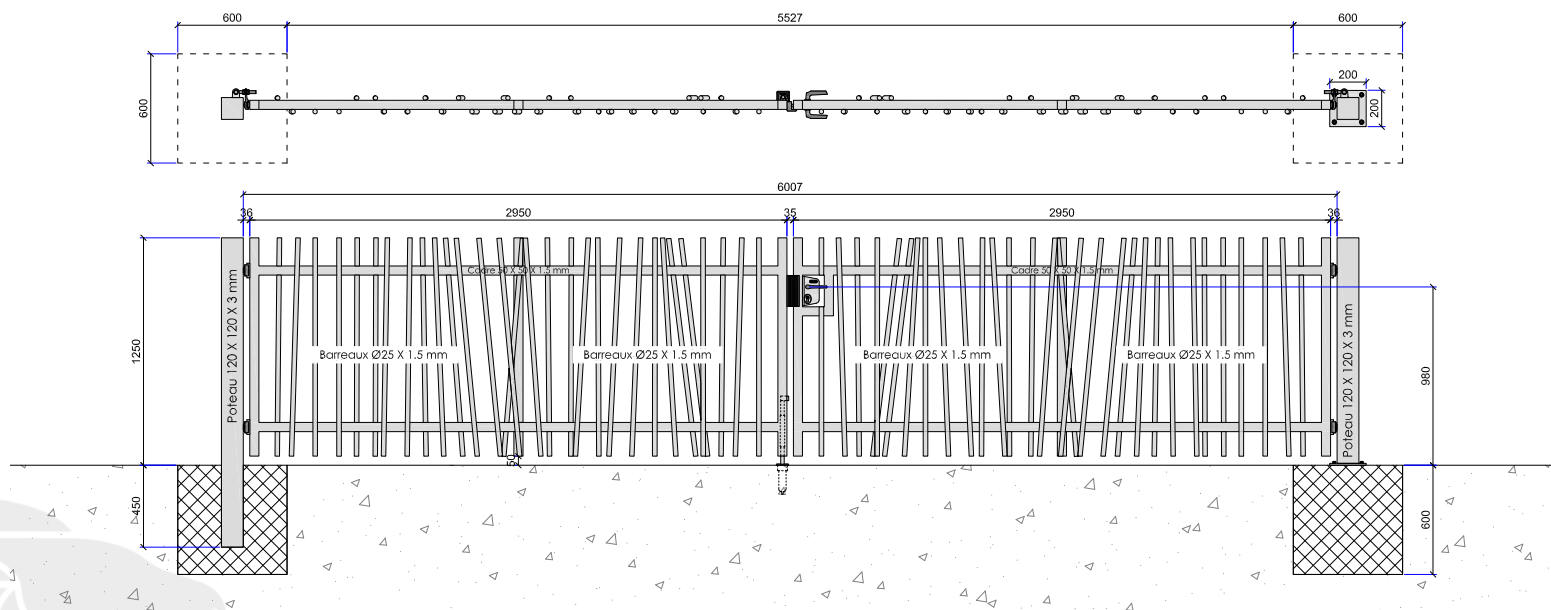 600
5527
600
600
200
200
6007
36
2950
35
2950
36
Cadre 50 X 50 X 1.5 mm
Cadre 50 X 50 X 1.5 mm
Poteau 120 X 120 X 3 mm
Barreaux Ø25 X 1.5 mm
Barreaux Ø25 X 1.5 mm
Barreaux Ø25 X 1.5 mm
Barreaux Ø25 X 1.5 mm
Poteau 120 X 120 X 3 mm
1250
980
50
450
600